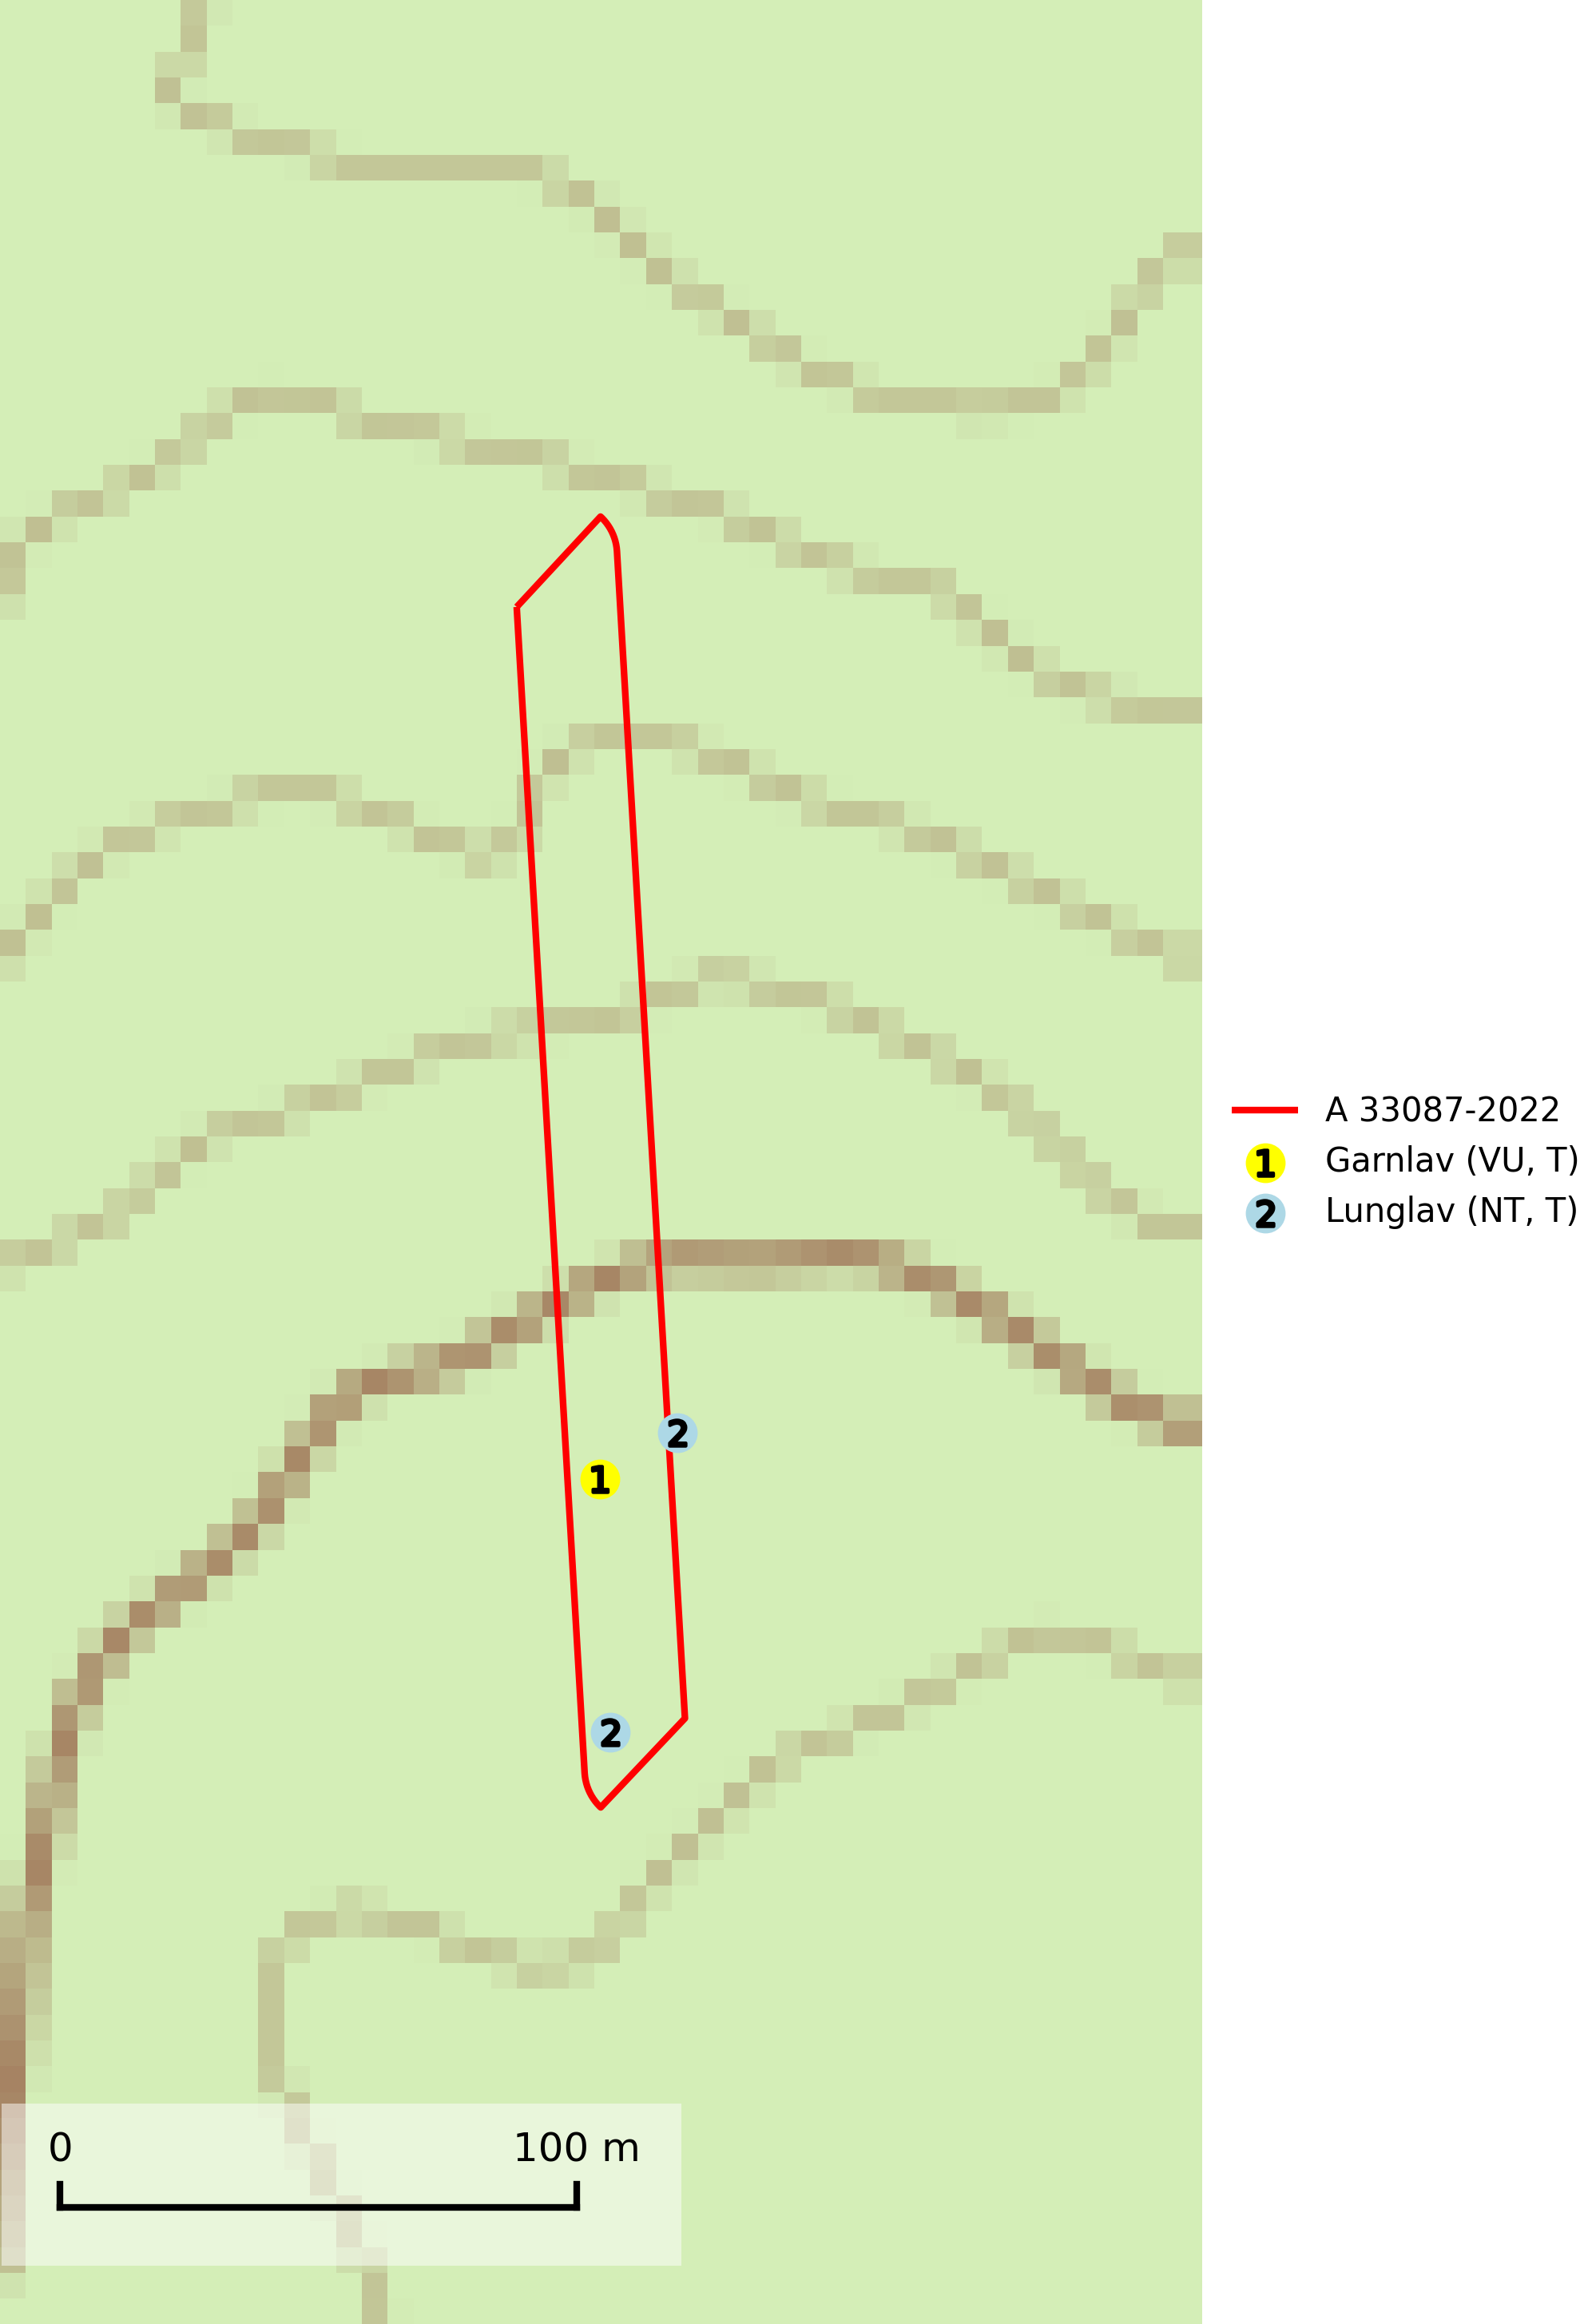 A 33087-2022
1 Garnlav (VU, T)
2 Lunglav (NT, T)
2
1
2
0 100 m